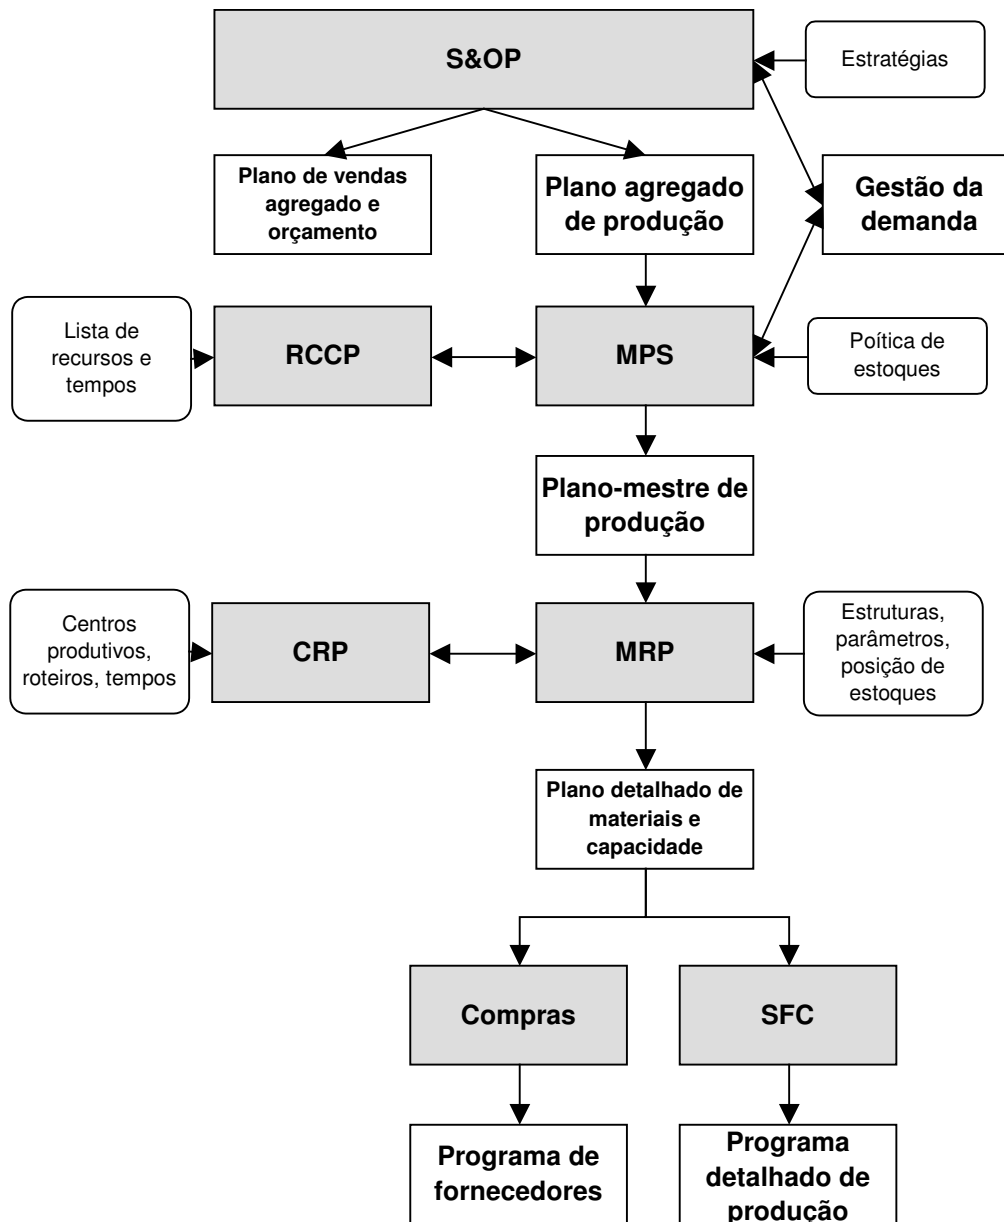 S&OP
Estratégias
Plano de vendas
agregado e
orçamento
Plano agregado
de produção
Gestão da
demanda
Lista de
recursos e
tempos
RCCP
MPS
Poítica de
estoques
Plano-mestre de
produção
Centros
produtivos,
roteiros, tempos
CRP
MRP
Estruturas,
parâmetros,
posição de
estoques
Plano detalhado de
materiais e
capacidade
Compras
SFC
Programa de
fornecedores
Programa
detalhado de
produção